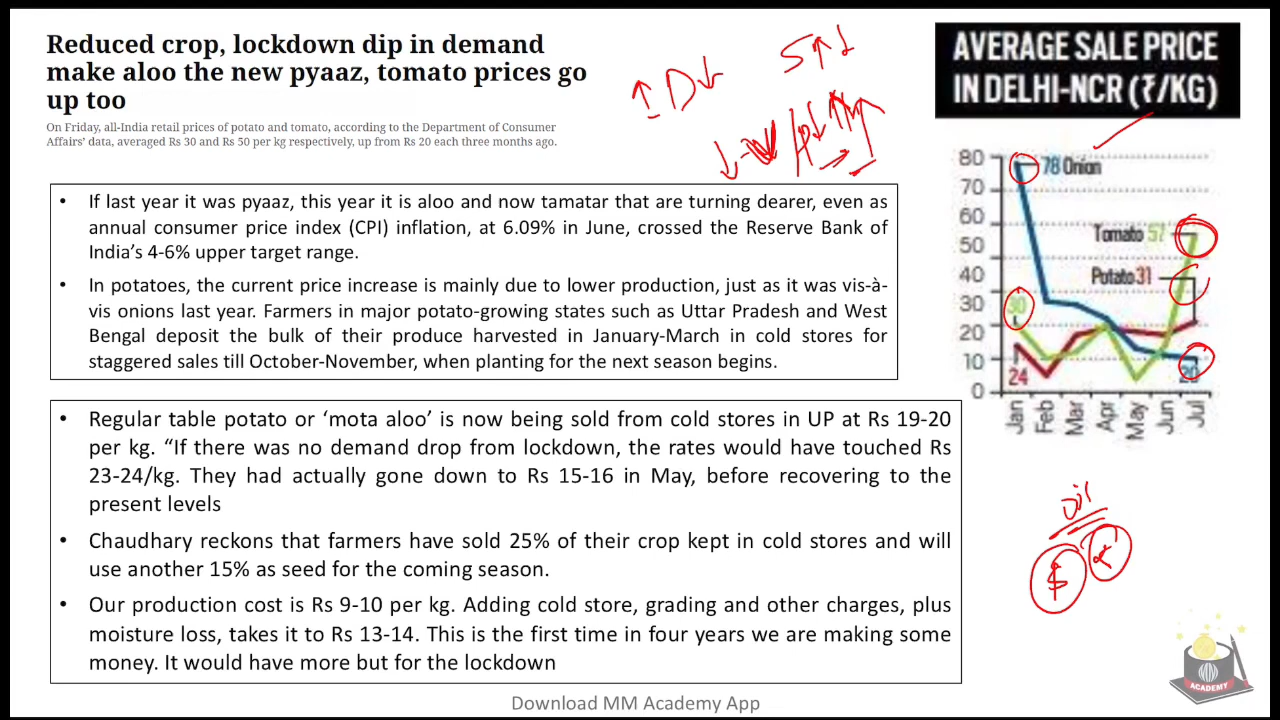 Reduced crop, lockdown dip in demand
make aloo the new pyaaz, tomato prices go
up too
On Friday, all-India retail prices of potato and tomato, according to the Department of Consumer
Affairs' data, averaged Rs 30 and Rs 50 per kg respectively, up from Rs 20 each three months ago.
• If last year it was pyaaz, this year it is aloo and now tamatar that are turning dearer, even as
annual consumer price index (CPI) inflation, at 6.09% in June, crossed the Reserve Bank of
India's 4-6% upper target range.
• In potatoes, the current price increase is mainly due to lower production, just as it was vis-à-
vis onions last year. Farmers in major potato-growing states such as Uttar Pradesh and West
Bengal deposit the bulk of their produce harvested in January-March in cold stores for
staggered sales till October-November, when planting for the next season begins.
• Regular table potato or 'mota aloo' is now being sold from cold stores in UP at Rs 19-20
per kg. "If there was no demand drop from lockdown, the rates would have touched Rs
23-24/kg. They had actually gone down to Rs 15-16 in May, before recovering to the
present levels
• Chaudhary reckons that farmers have sold 25% of their crop kept in cold stores and will
use another 15% as seed for the coming season.
• Our production cost is Rs 9-10 per kg. Adding cold store, grading and other charges, plus
moisture loss, takes it to Rs 13-14. This is the first time in four years we are making some
money. It would have more but for the lockdown
↑ D↓
S↑↓
AVERAGE SALE PRICE
IN DELHI-NCR (₹/KG)
80
70
60
50
40
30
20
10
0
78 Onion
Tomato 57
Potato 31
30
24
20
Jan
Feb
Mar
Apr
May
Jun
Jul
oil
$ ₹
ACADEMY
Download MM Academy App